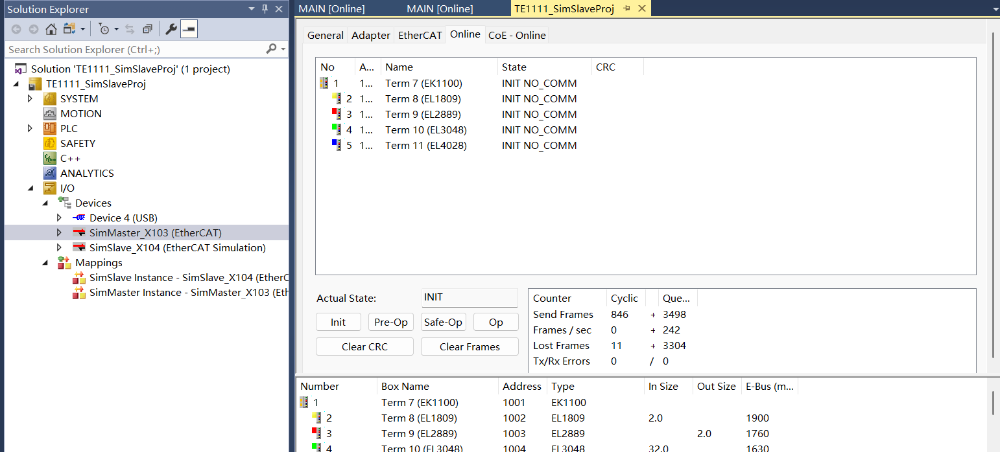 Solution Explorer
Search Solution Explorer (Ctrl+;)
Solution 'TE1111_SimSlaveProj' (1 project)
TE1111_SimSlaveProj
SYSTEM
MOTION
PLC
SAFETY
C++
ANALYTICS
I/O
Devices
Device 4 (USB)
SimMaster_X103 (EtherCAT)
SimSlave_X104 (EtherCAT Simulation)
Mappings
SimSlave Instance - SimSlave_X104 (EtherC
SimMaster Instance - SimMaster_X103 (Eth
MAIN [Online] MAIN [Online] TE1111_SimSlaveProj
General Adapter EtherCAT Online CoE - Online
No A... Name State CRC
1 1... Term 7 (EK1100) INIT NO_COMM
2 1... Term 8 (EL1809) INIT NO_COMM
3 1... Term 9 (EL2889) INIT NO_COMM
4 1... Term 10 (EL3048) INIT NO_COMM
5 1... Term 11 (EL4028) INIT NO_COMM
Actual State: INIT
Init Pre-Op Safe-Op Op
Clear CRC Clear Frames
Counter Cyclic Que...
Send Frames 846 + 3498
Frames / sec 0 + 242
Lost Frames 11 + 3304
Tx/Rx Errors 0 / 0
Number Box Name Address Type In Size Out Size E-Bus (m...
1 Term 7 (EK1100) 1001 EK1100
2 Term 8 (EL1809) 1002 EL1809 2.0 1900
3 Term 9 (EL2889) 1003 EL2889 2.0 1760
4 Term 10 (EL3048) 1004 EL3048 32.0 1630